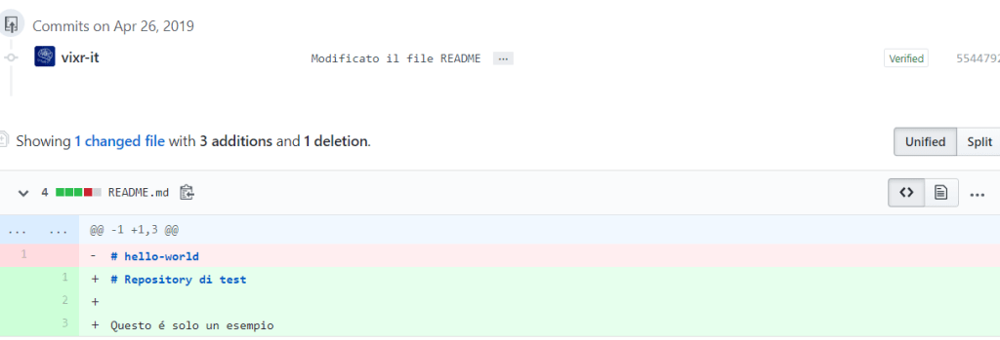 Commits on Apr 26, 2019
vixr-it Modificato il file README ... Verified 5544792
Showing 1 changed file with 3 additions and 1 deletion. Unified Split
4 README.md <> ...
... ... @@ -1 +1,3 @@
1 - # hello-world
1 + # Repository di test
2 +
3 + Questo é solo un esempio